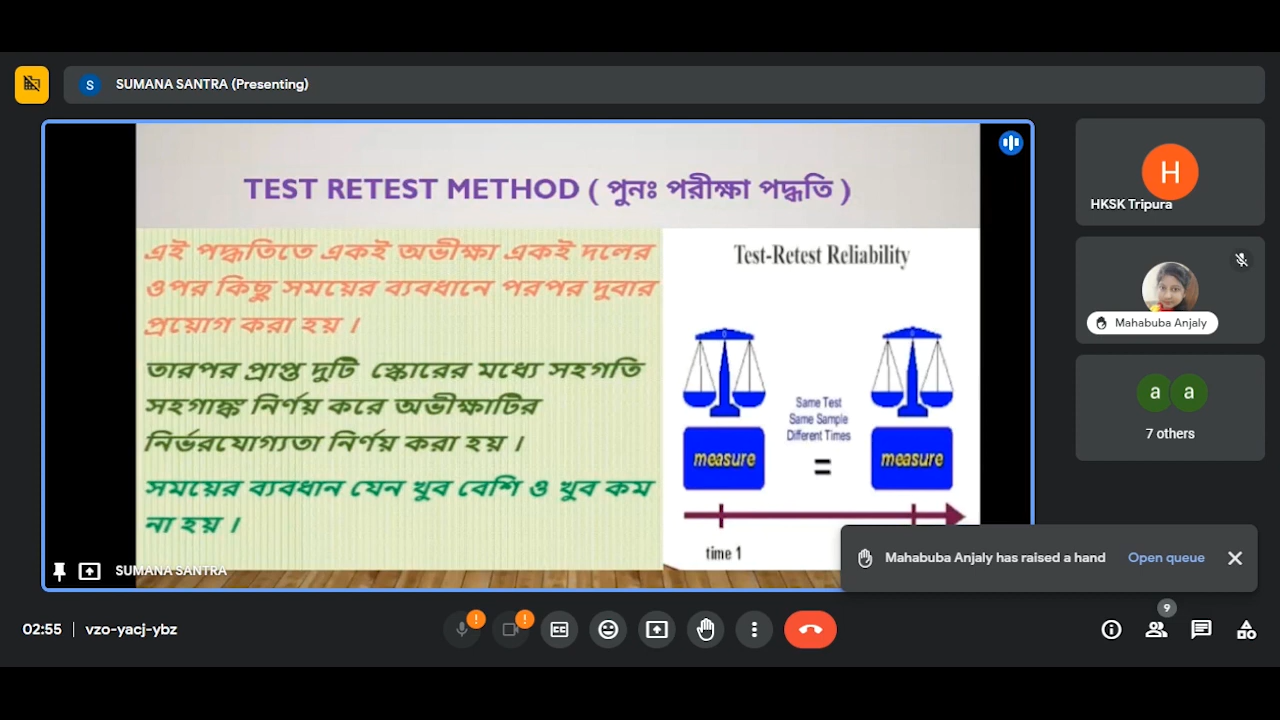 S SUMANA SANTRA (Presenting)
TEST RETEST METHOD ( পুনঃ পরীক্ষা পদ্ধতি )
এই পদ্ধতিতে একই অভীক্ষা একই দলের
ওপর কিছু সময়ের ব্যবধানে পরপর দুবার
প্রয়োগ করা হয় ।
তারপর প্রাপ্ত দুটি স্কোরের মধ্যে সহগতি
সহগাঙ্ক নির্ণয় করে অভীক্ষাটির
নির্ভরযোগ্যতা নির্ণয় করা হয় ।
সময়ের ব্যবধান যেন খুব বেশি ও খুব কম
না হয় ।
Test-Retest Reliability
Same Test
Same Sample
Different Times
measure = measure
time 1
SUMANA SANTRA
H
HKSK Tripura
Mahabuba Anjaly
a a
7 others
Mahabuba Anjaly has raised a hand Open queue
02:55 | vzo-yacj-ybz
! !
CC
9